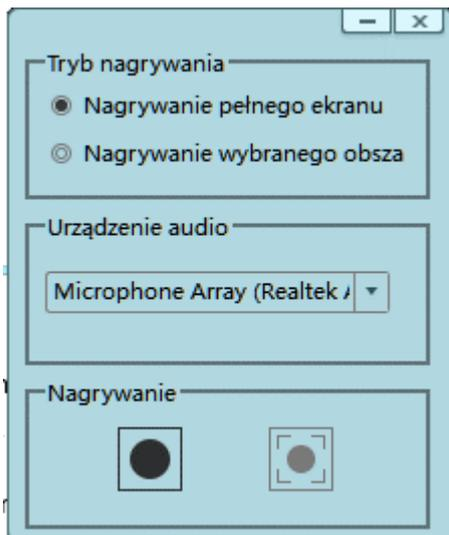 Tryb nagrywania
Nagrywanie pełnego ekranu
Nagrywanie wybranego obsza
Urządzenie audio
Microphone Array (Realtek
Nagrywanie